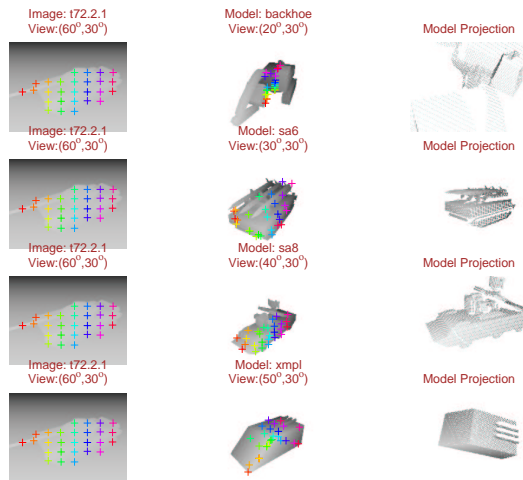 Image: t72.2.1
View:(60°,30°)
Model: backhoe
View:(20°,30°)
Model Projection
Image: t72.2.1
View:(60°,30°)
Model: sa6
View:(30°,30°)
Model Projection
Image: t72.2.1
View:(60°,30°)
Model: sa8
View:(40°,30°)
Model Projection
Image: t72.2.1
View:(60°,30°)
Model: xmpl
View:(50°,30°)
Model Projection